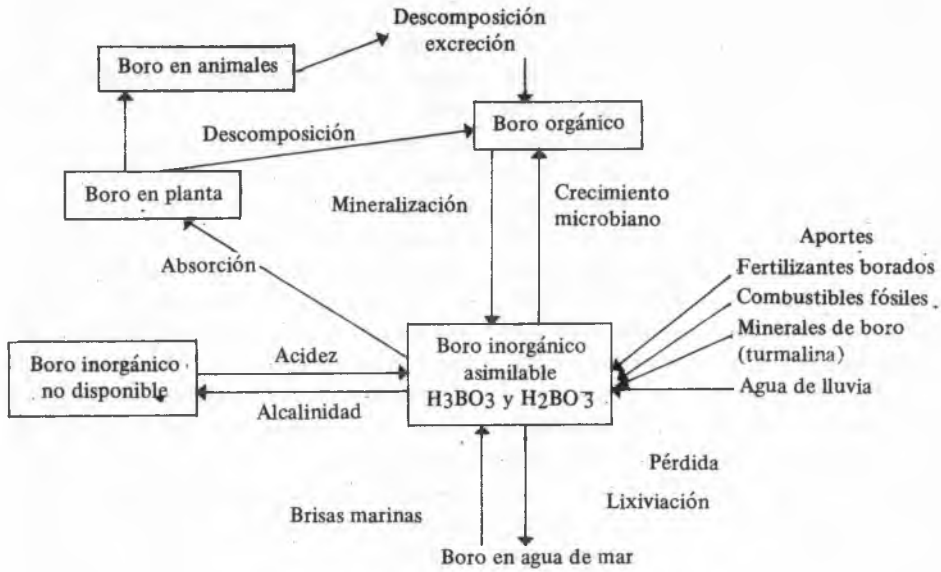 Descomposición
excreción
Boro en animales
Boro orgánico
Descomposición
Boro en planta
Mineralización
Crecimiento
microbiano
Absorción
Aportes
Fertilizantes borados
Combustibles fósiles
Minerales de boro
(turmalina)
Agua de lluvia
Boro inorgánico
no disponible
Acidez
Alcalinidad
Boro inorgánico
asimilable
H3BO3 y H2BO⁻3
Pérdida
Lixiviación
Brisas marinas
Boro en agua de mar